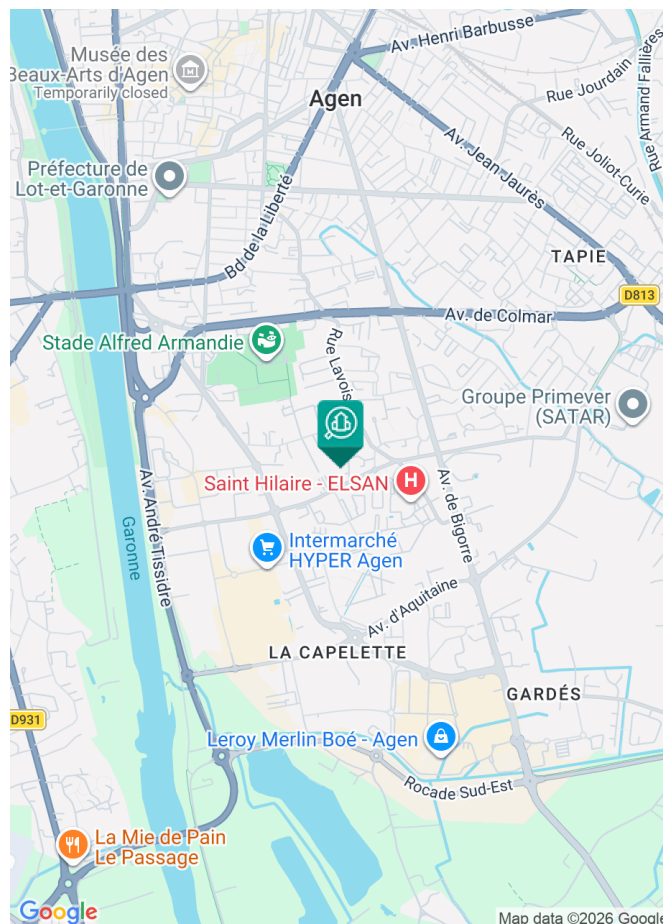 Av. Henri Barbusse
Musée des
Beaux-Arts d'Agen
Temporarily closed
Agen
Rue Jourdain
Rue Armand Fallières
Rue Joliot-Curie
Av. Jean Jaurès
Préfecture de
Lot-et-Garonne
Bd de la Liberté
TAPIE
D813
Av. de Colmar
Stade Alfred Armandie
Rue Lavois
Groupe Primever
(SATAR)
Saint Hilaire - ELSAN
H
Av. de Bigorre
Av. André Tissidre
Garonne
Intermarché
HYPER Agen
Av. d'Aquitaine
LA CAPELETTE
GARDÉS
D931
Leroy Merlin Boé - Agen
Rocade Sud-Est
La Mie de Pain
Le Passage
Google
Map data ©2026 Google